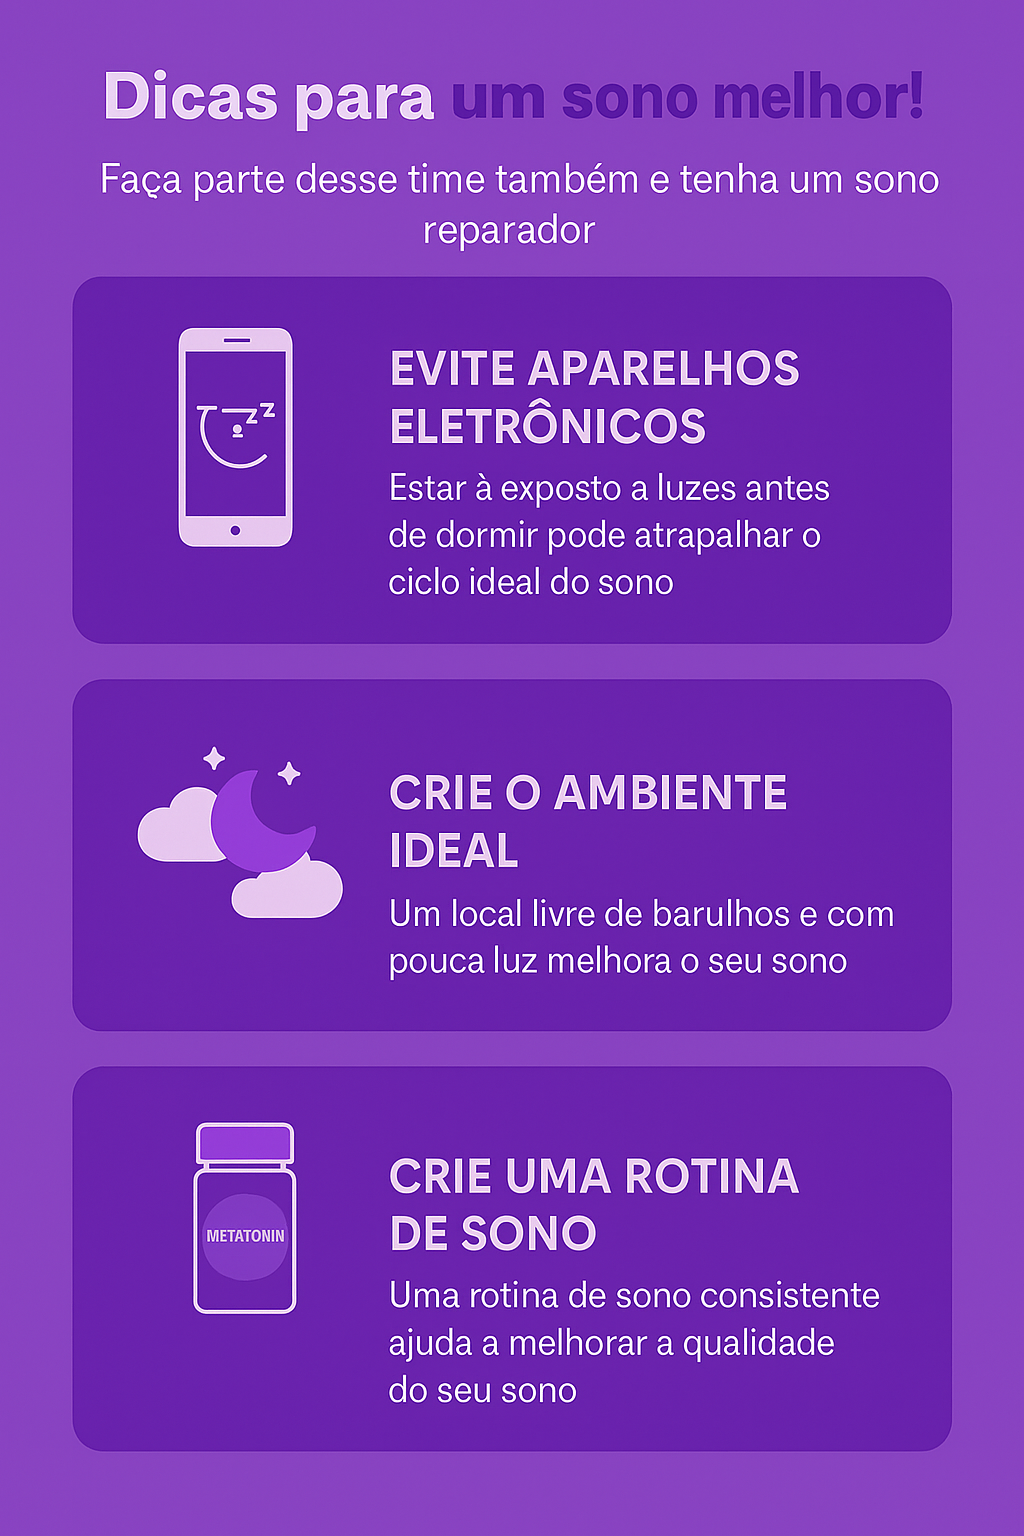 Dicas para um sono melhor!
Faça parte desse time também e tenha um sono
reparador
EVITE APARELHOS
ELETRÔNICOS
Estar à exposto a luzes antes
de dormir pode atrapalhar o
ciclo ideal do sono
zz
CRIE O AMBIENTE
IDEAL
Um local livre de barulhos e com
pouca luz melhora o seu sono
METATONIN
CRIE UMA ROTINA
DE SONO
Uma rotina de sono consistente
ajuda a melhorar a qualidade
do seu sono